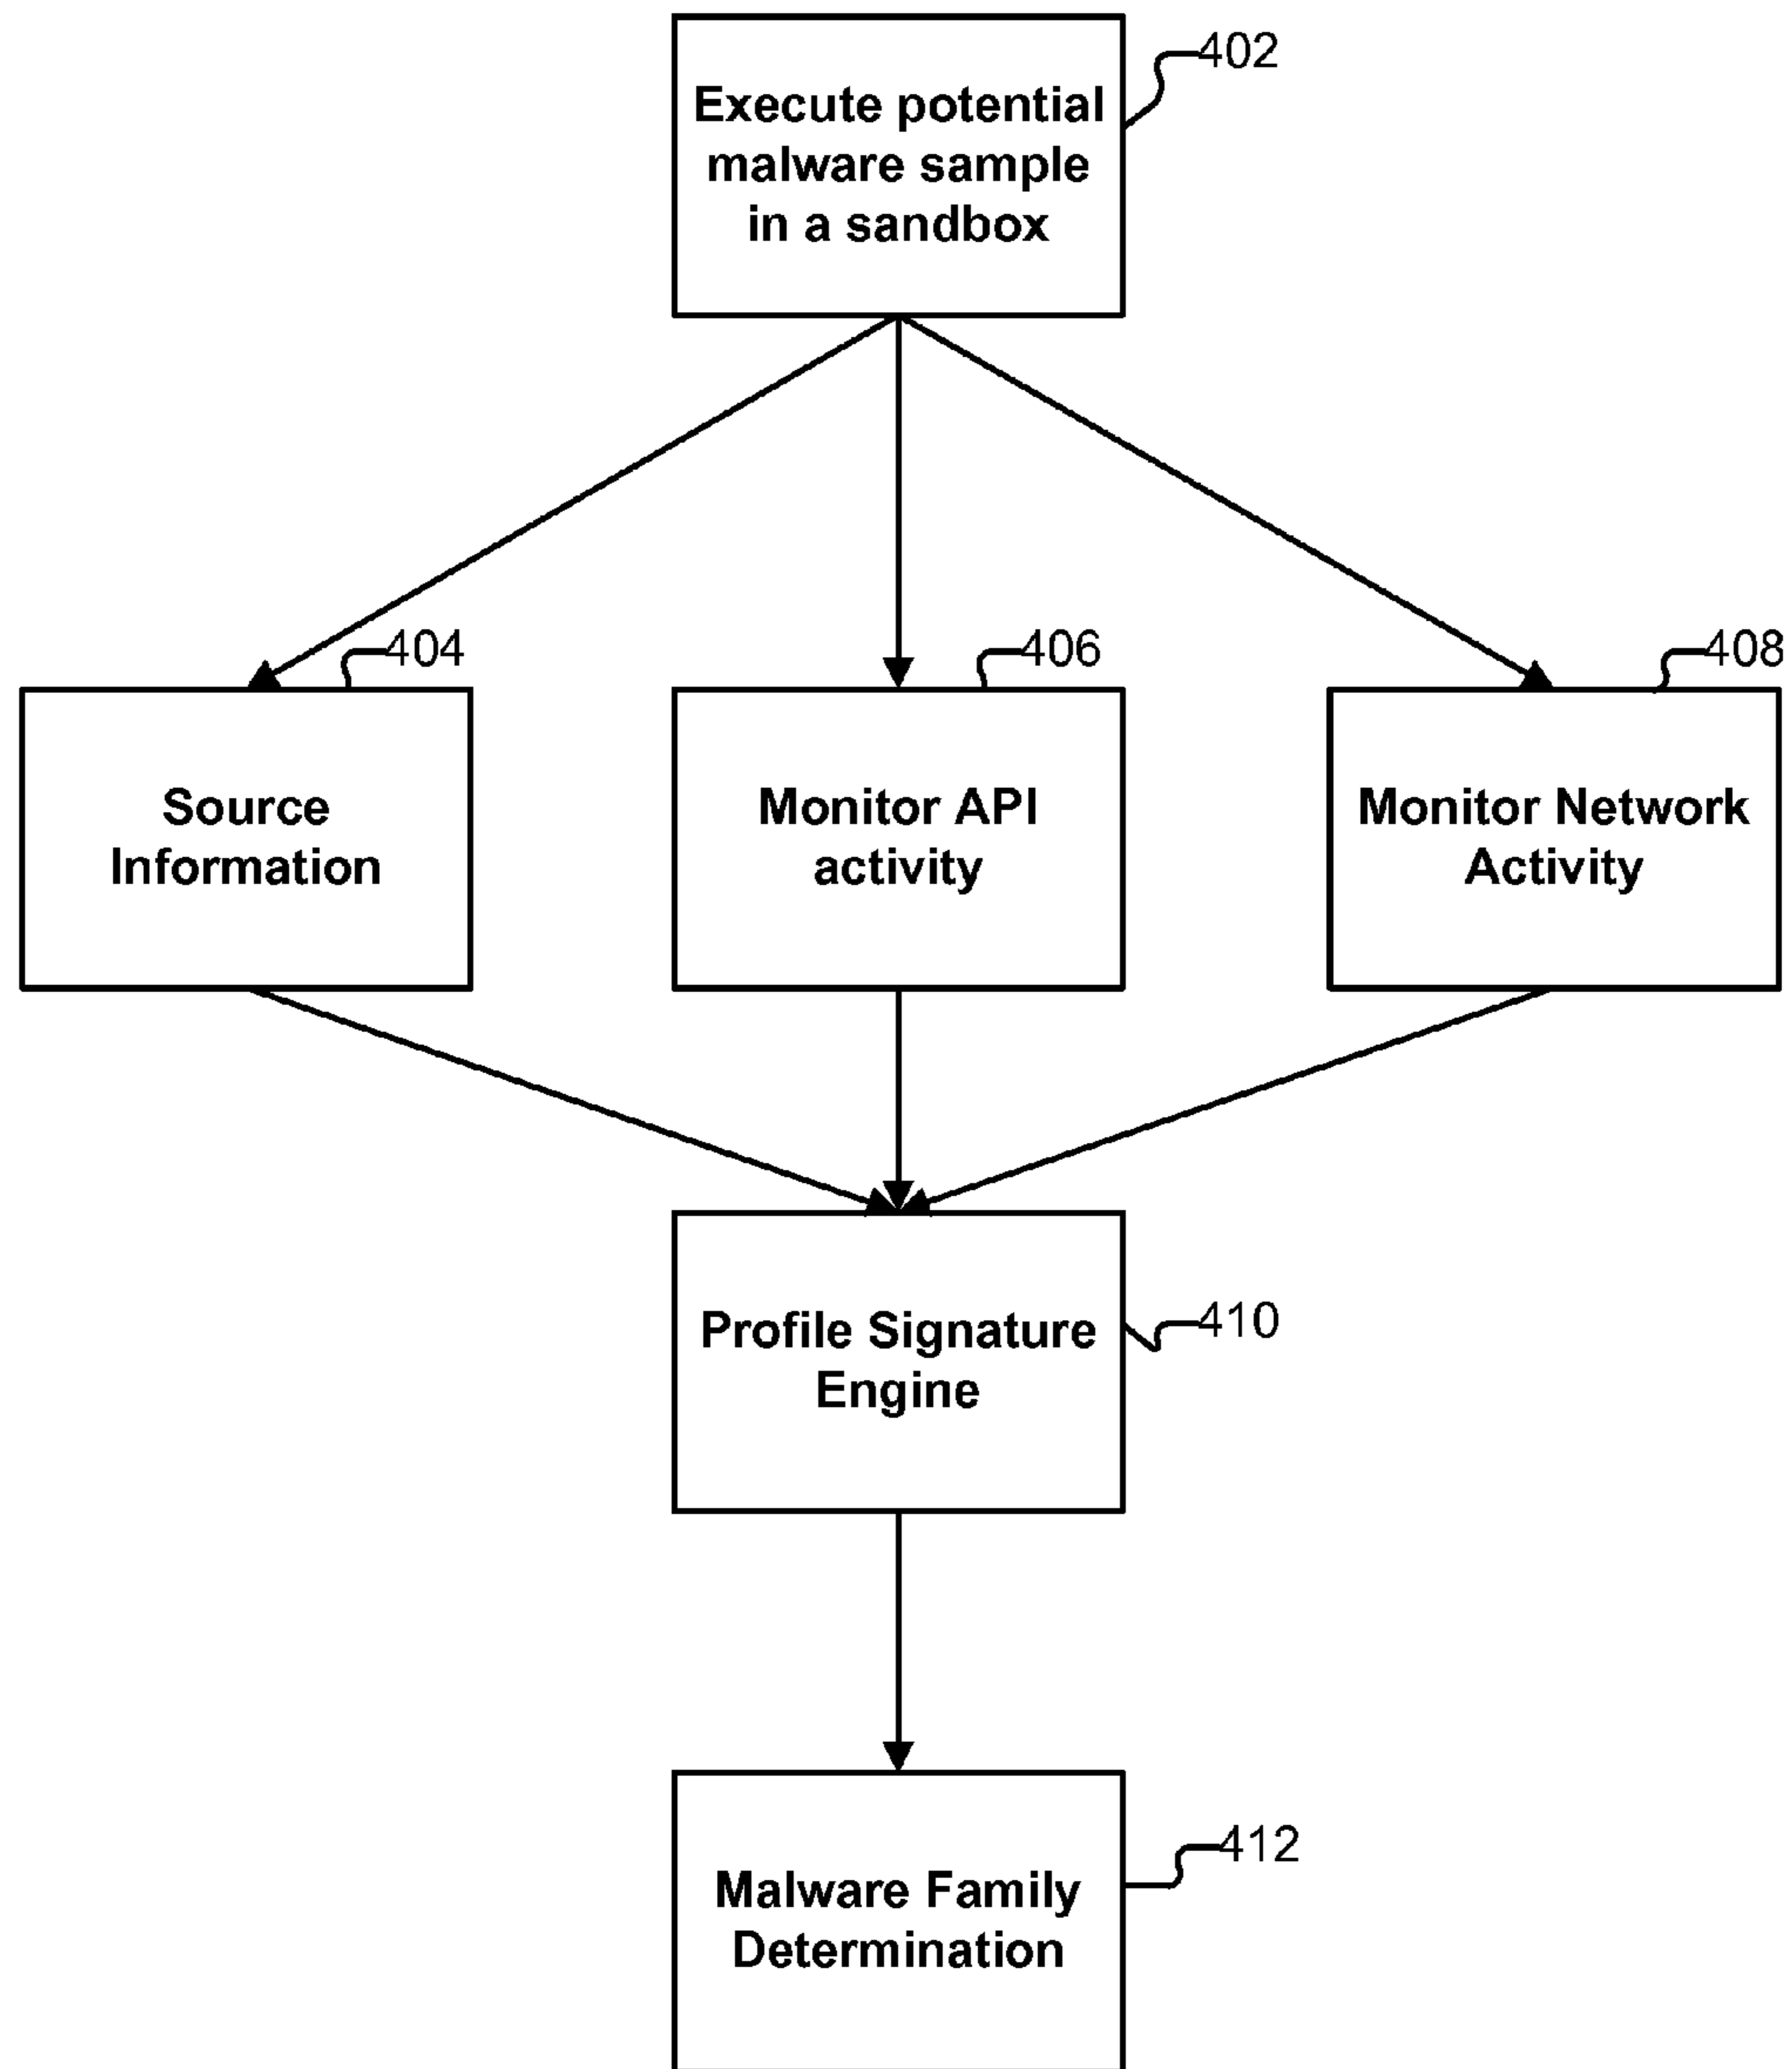 402
Execute potential
malware sample
in a sandbox
404
406
408
Source
Information
Monitor API
activity
Monitor Network
Activity
Profile Signature
Engine
410
Malware Family
Determination
412